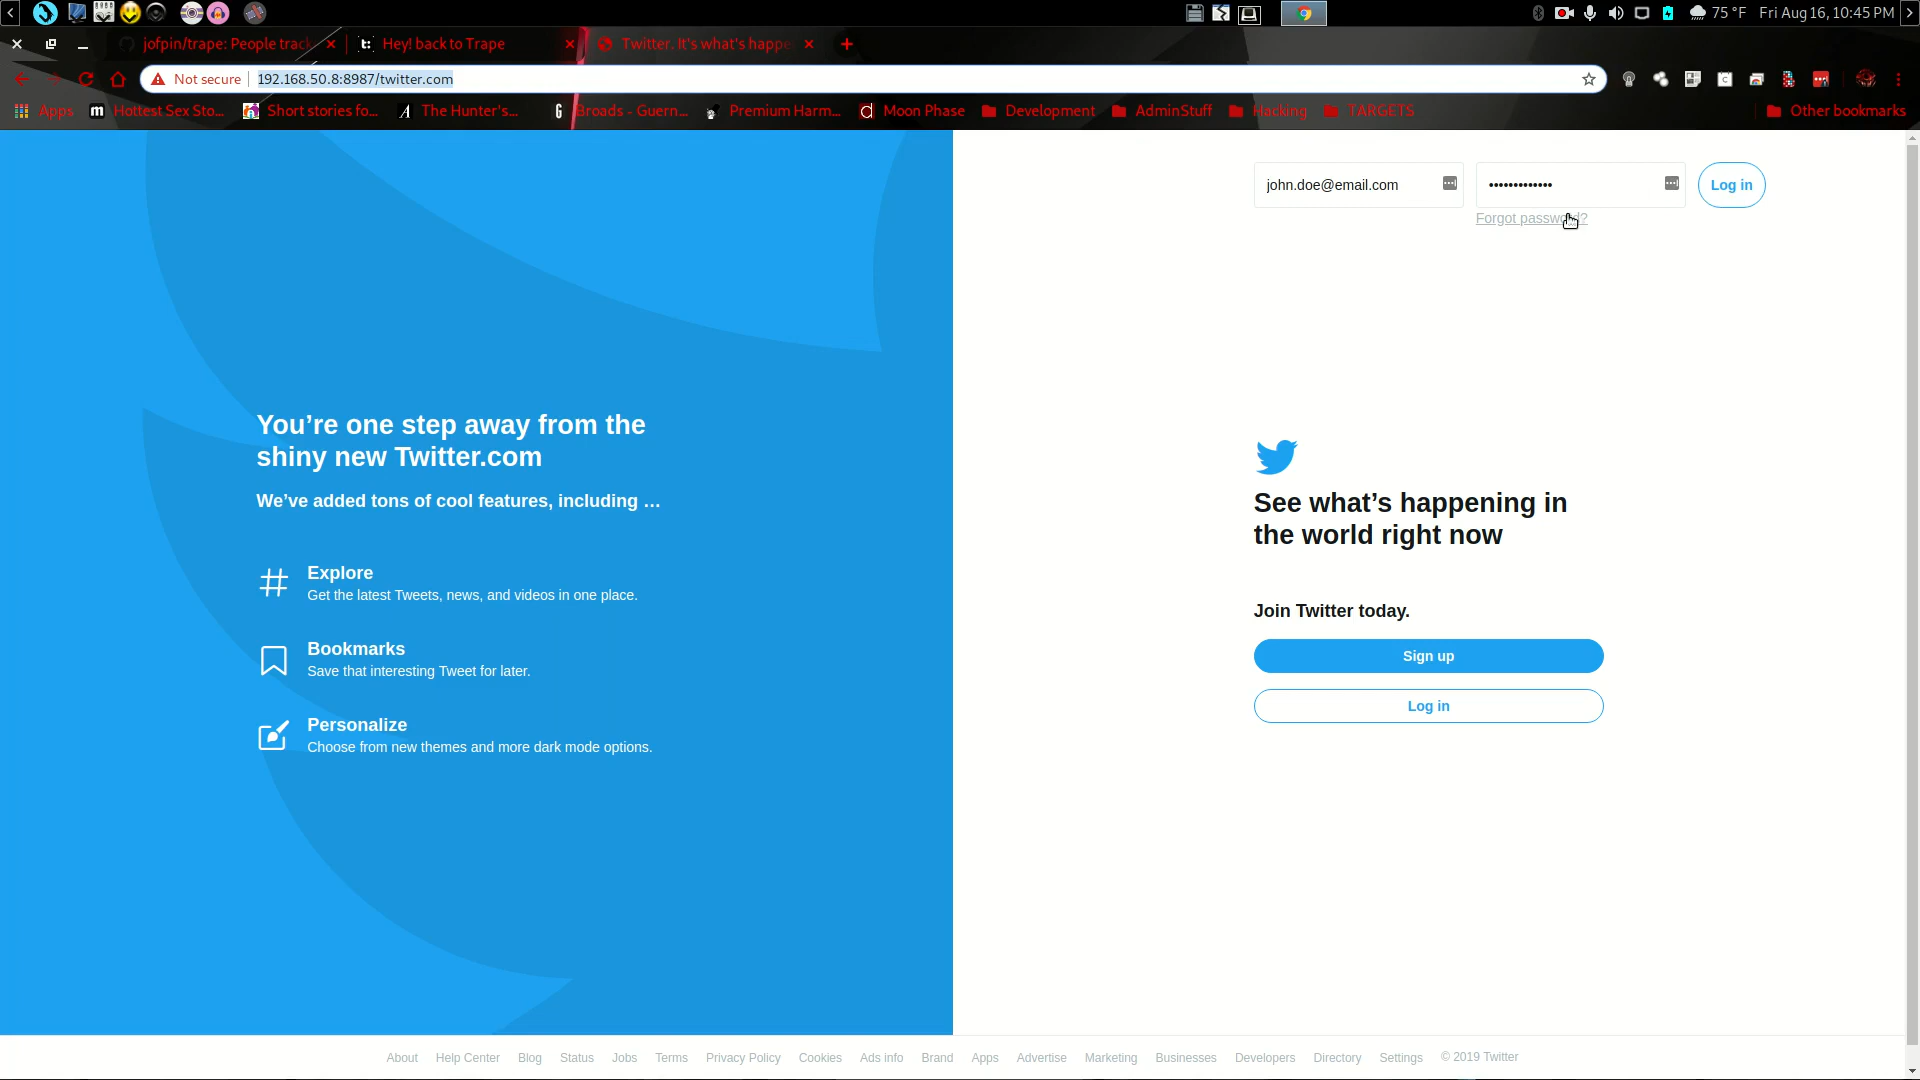 75 °F Fri Aug 16, 10:45 PM
jofpin/trape: People track
Hey! back to Trape
Twitter. It's what's happe
Not secure 192.168.50.8:8987/twitter.com
Apps Hottest Sex Sto... Short stories fo... The Hunter's... Broads - Guern... Premium Harm... Moon Phase Development AdminStuff Hacking TARGETS Other bookmarks
john.doe@email.com
Log in
Forgot password?
You're one step away from the
shiny new Twitter.com
We've added tons of cool features, including …
Explore
Get the latest Tweets, news, and videos in one place.
Bookmarks
Save that interesting Tweet for later.
Personalize
Choose from new themes and more dark mode options.
See what's happening in
the world right now
Join Twitter today.
Sign up
Log in
About Help Center Blog Status Jobs Terms Privacy Policy Cookies Ads info Brand Apps Advertise Marketing Businesses Developers Directory Settings © 2019 Twitter